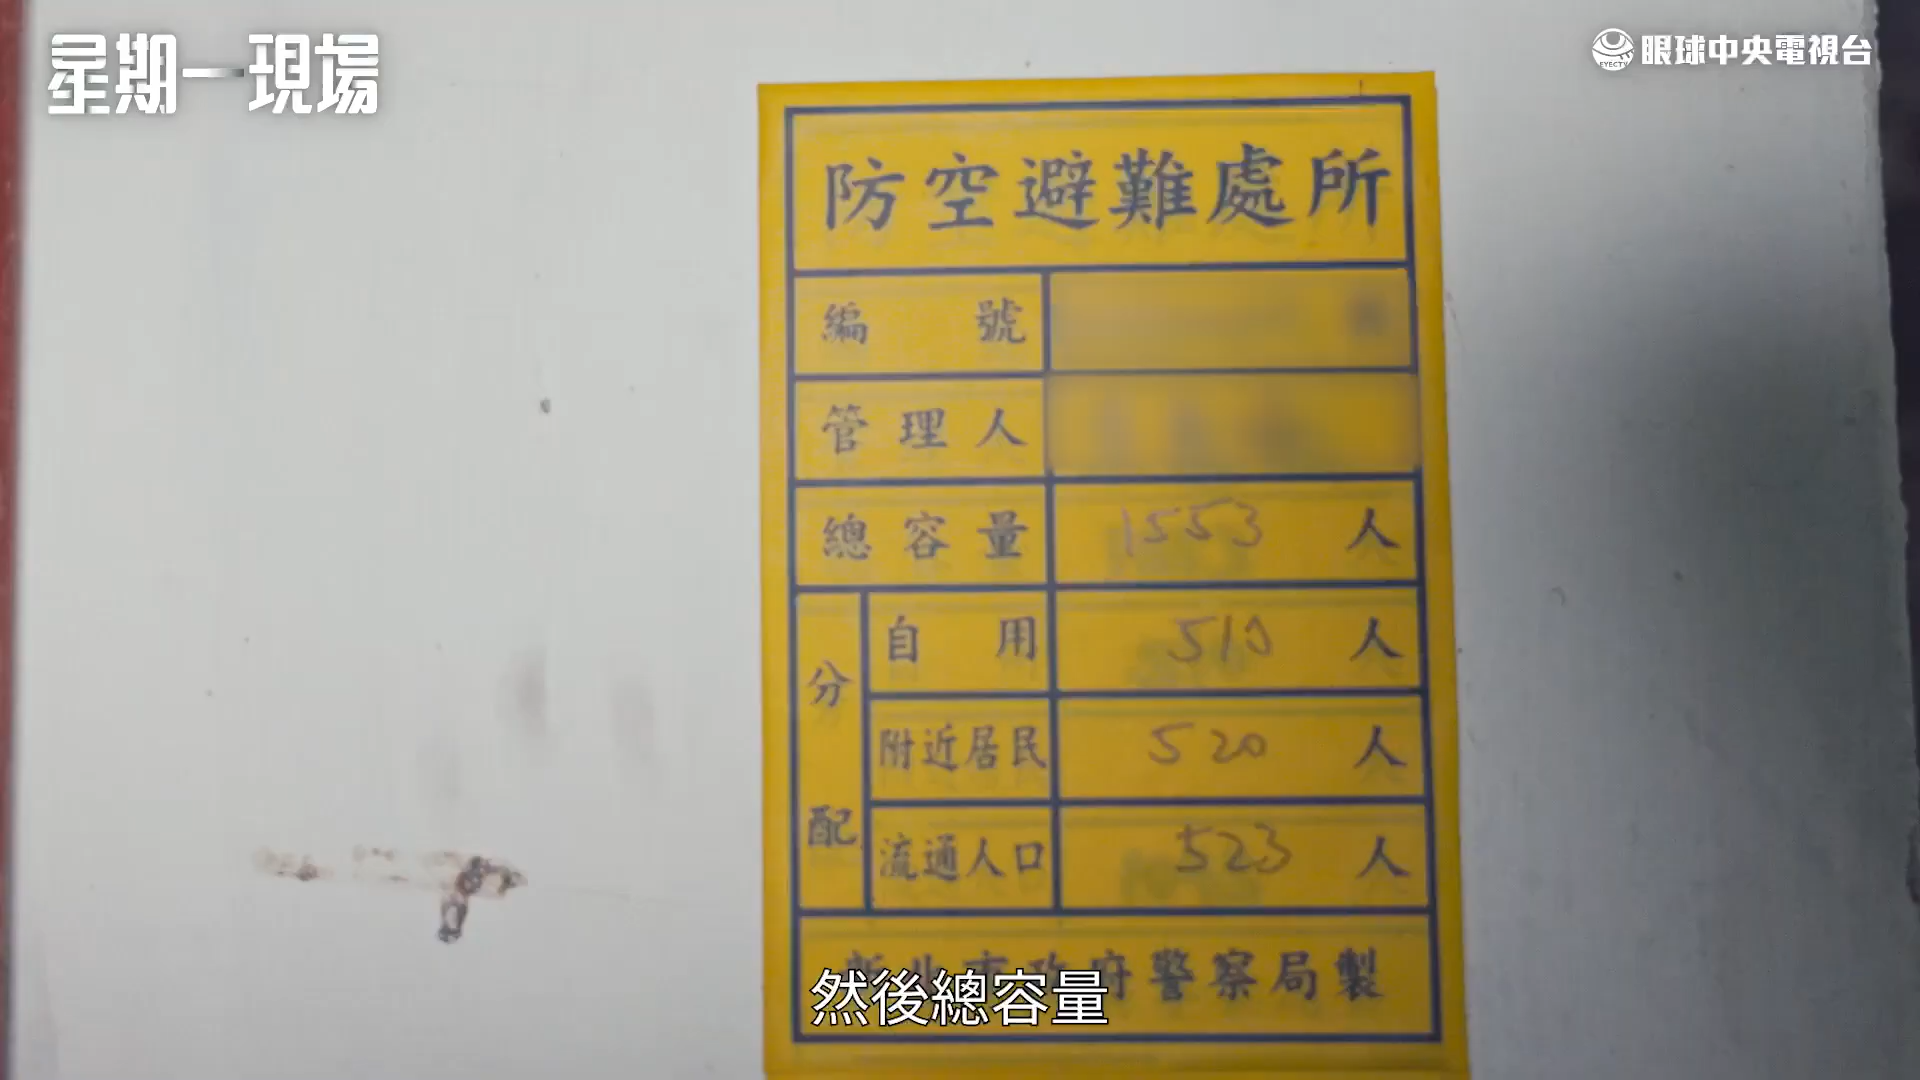 星期一現場
EYECTV 眼球中央電視台
防空避難處所
編號
管理人
總容量 1553 人
分配
自用 510 人
附近居民 520 人
流通人口 523 人
府警察局製
然後總容量